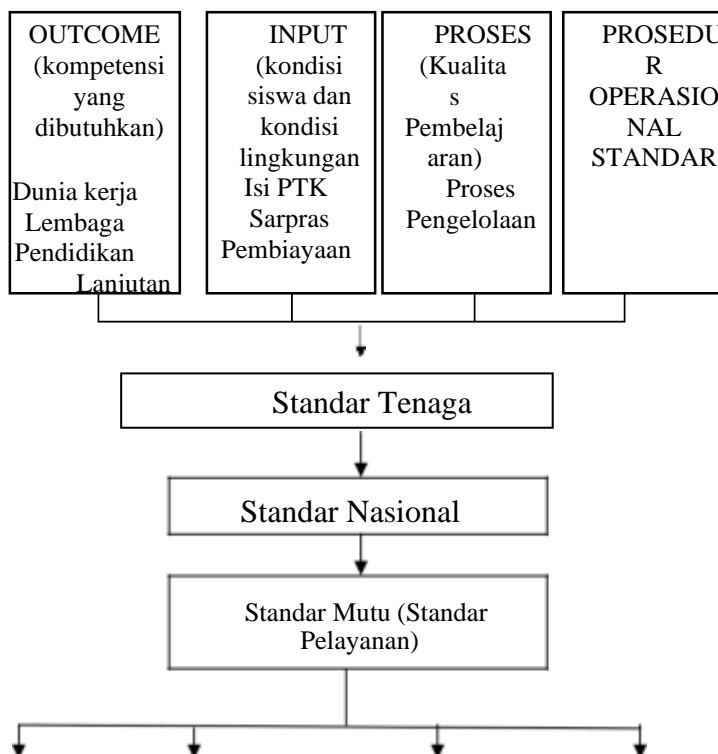 OUTCOME
(kompetensi
yang
dibutuhkan)
Dunia kerja
Lembaga
Pendidikan
Lanjutan
INPUT
(kondisi
siswa dan
kondisi
lingkungan
Isi PTK
Sarpras
Pembiayaan
PROSES
(Kualita
s
Pembelaj
aran)
Proses
Pengelolaan
PROSEDU
R
OPERASIO
NAL
STANDAR
Standar Tenaga
Standar Nasional
Standar Mutu (Standar
Pelayanan)